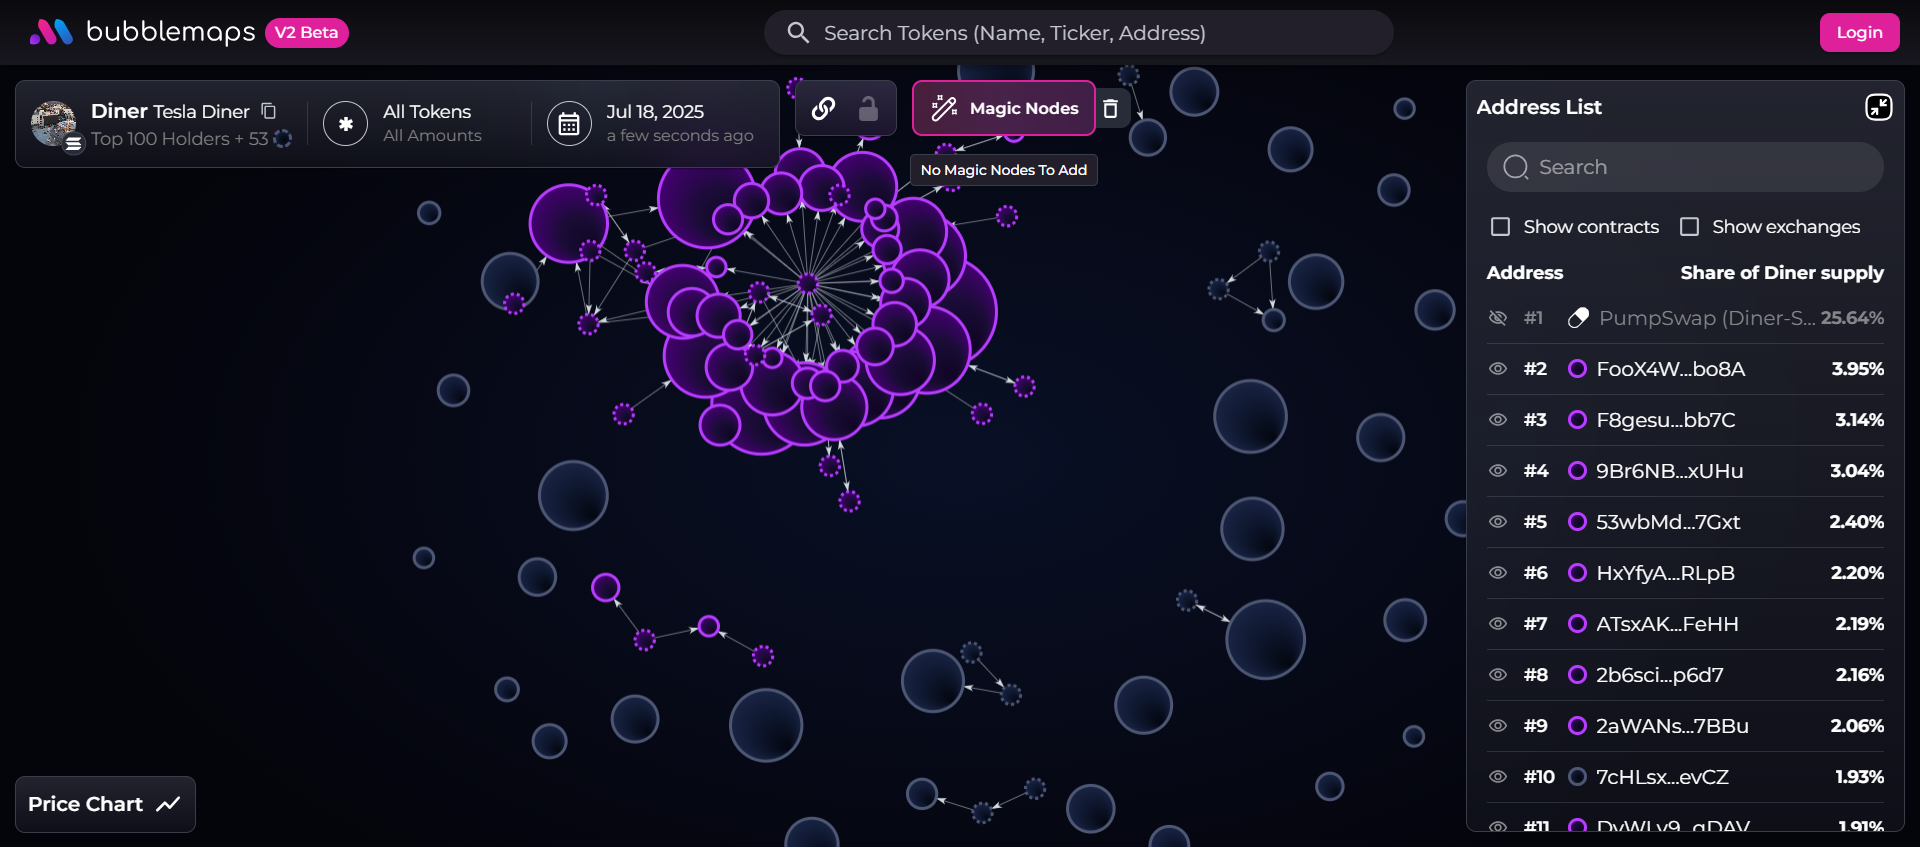 bubblemaps V2 Beta
Search Tokens (Name, Ticker, Address)
Login
Diner Tesla Diner
Top 100 Holders + 53
All Tokens
All Amounts
Jul 18, 2025
a few seconds ago
Magic Nodes
No Magic Nodes To Add
Address List
Search
Show contracts
Show exchanges
Address Share of Diner supply
#1 PumpSwap (Diner-S... 25.64%
#2 FooX4W...bo8A 3.95%
#3 F8gesu...bb7C 3.14%
#4 9Br6NB...xUHu 3.04%
#5 53wbMd...7Gxt 2.40%
#6 HxYfyA...RLpB 2.20%
#7 ATsxAK...FeHH 2.19%
#8 2b6sci...p6d7 2.16%
#9 2aWANs...7BBu 2.06%
#10 7cHLsx...evCZ 1.93%
#11 1.91%
Price Chart